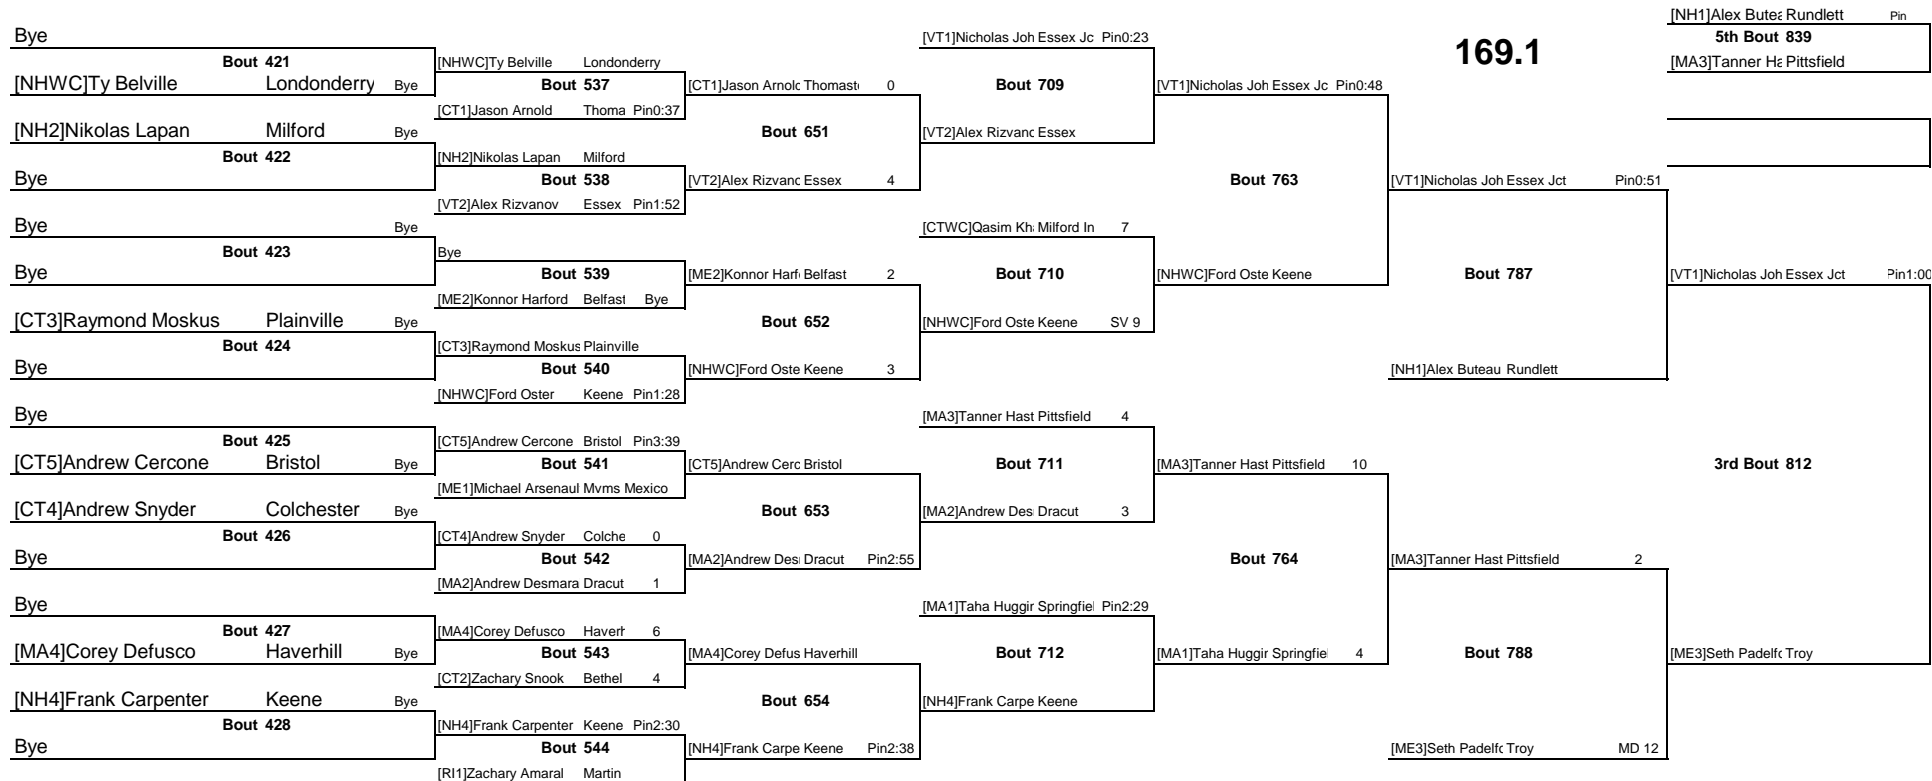 Bye
Bout 421
[NHWC]Ty Belville Londonderry Bye
[NH2]Nikolas Lapan Milford Bye
Bout 422
Bye
Bye Bye
Bout 423
Bye
[CT3]Raymond Moskus Plainville Bye
Bout 424
Bye
Bye
Bout 425
[CT5]Andrew Cercone Bristol Bye
[CT4]Andrew Snyder Colchester Bye
Bout 426
Bye
Bye
Bout 427
[MA4]Corey Defusco Haverhill Bye
[NH4]Frank Carpenter Keene Bye
Bout 428
Bye
[NHWC]Ty Belville Londonderry
Bout 537
[CT1]Jason Arnold Thoma Pin0:37
[NH2]Nikolas Lapan Milford
Bout 538
[VT2]Alex Rizvanov Essex Pin1:52
Bye
Bout 539
[ME2]Konnor Harford Belfast Bye
[CT3]Raymond Moskus Plainville
Bout 540
[NHWC]Ford Oster Keene Pin1:28
[CT5]Andrew Cercone Bristol Pin3:39
Bout 541
[ME1]Michael Arsenaul Mvms Mexico
[CT4]Andrew Snyder Colche 0
Bout 542
[MA2]Andrew Desmara Dracut 1
[MA4]Corey Defusco Haverh 6
Bout 543
[CT2]Zachary Snook Bethel 4
[NH4]Frank Carpenter Keene Pin2:30
Bout 544
[RI1]Zachary Amaral Martin
[CT1]Jason Arnolc Thomast 0
Bout 651
[VT2]Alex Rizvanc Essex 4
[ME2]Konnor Harf Belfast 2
Bout 652
[NHWC]Ford Oste Keene 3
[CT5]Andrew Cerc Bristol
Bout 653
[MA2]Andrew Des Dracut Pin2:55
[MA4]Corey Defus Haverhill
Bout 654
[NH4]Frank Carpe Keene Pin2:38
[VT1]Nicholas Joh Essex Jc Pin0:23
Bout 709
[VT2]Alex Rizvanc Essex
[CTWC]Qasim Kh Milford In 7
Bout 710
[NHWC]Ford Oste Keene SV 9
[MA3]Tanner Hast Pittsfield 4
Bout 711
[MA2]Andrew Des Dracut 3
[MA1]Taha Huggir Springfie Pin2:29
Bout 712
[NH4]Frank Carpe Keene
[VT1]Nicholas Joh Essex Jc Pin0:48
Bout 763
[NHWC]Ford Oste Keene
[MA3]Tanner Hast Pittsfield 10
Bout 764
[MA1]Taha Huggir Springfie 4
169.1
[VT1]Nicholas Joh Essex Jct Pin0:51
Bout 787
[NH1]Alex Buteau Rundlett
[MA3]Tanner Hast Pittsfield 2
Bout 788
[ME3]Seth Padelfc Troy MD 12
[NH1]Alex Butea Rundlett Pin
5th Bout 839
[MA3]Tanner Ha Pittsfield
[VT1]Nicholas Joh Essex Jct Pin1:00
3rd Bout 812
[ME3]Seth Padelfc Troy